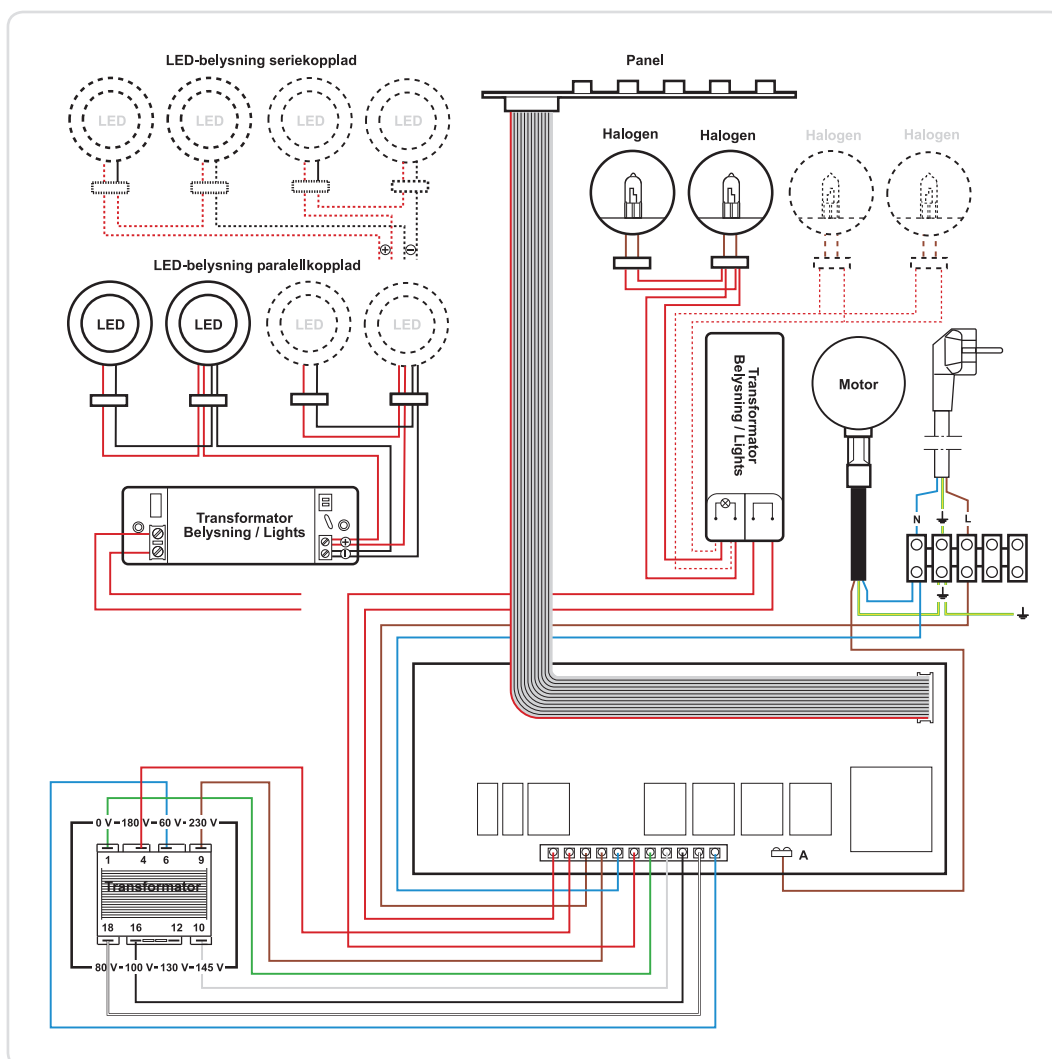 LED-belysning seriekopplad
Panel
LED LED LED LED
Halogen Halogen Halogen Halogen
LED-belysning paralellkopplad
LED LED LED LED
Transformator
Belysning / Lights
Motor
Transformator
Belysning / Lights
N L
0 V 180 V 60 V 230 V
1 4 6 9
Transformator
18 16 12 10
80 V 100 V 130 V 145 V
A